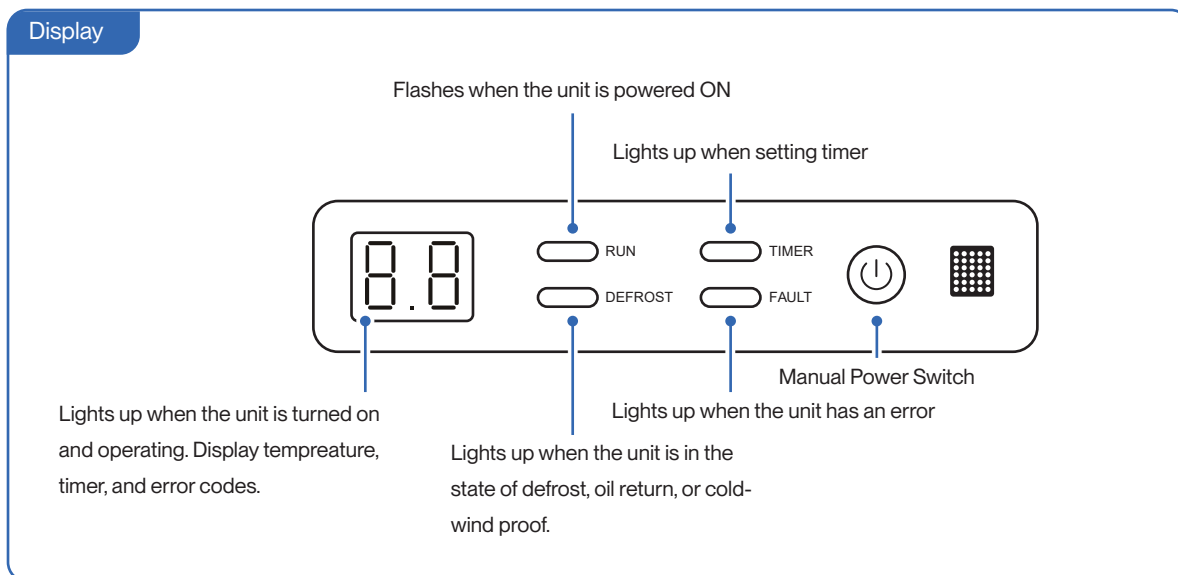 Display
Flashes when the unit is powered ON
Lights up when setting timer
8.8
RUN
TIMER
DEFROST
FAULT
Manual Power Switch
Lights up when the unit has an error
Lights up when the unit is turned on
and operating. Display tempreature,
timer, and error codes.
Lights up when the unit is in the
state of defrost, oil return, or cold-
wind proof.